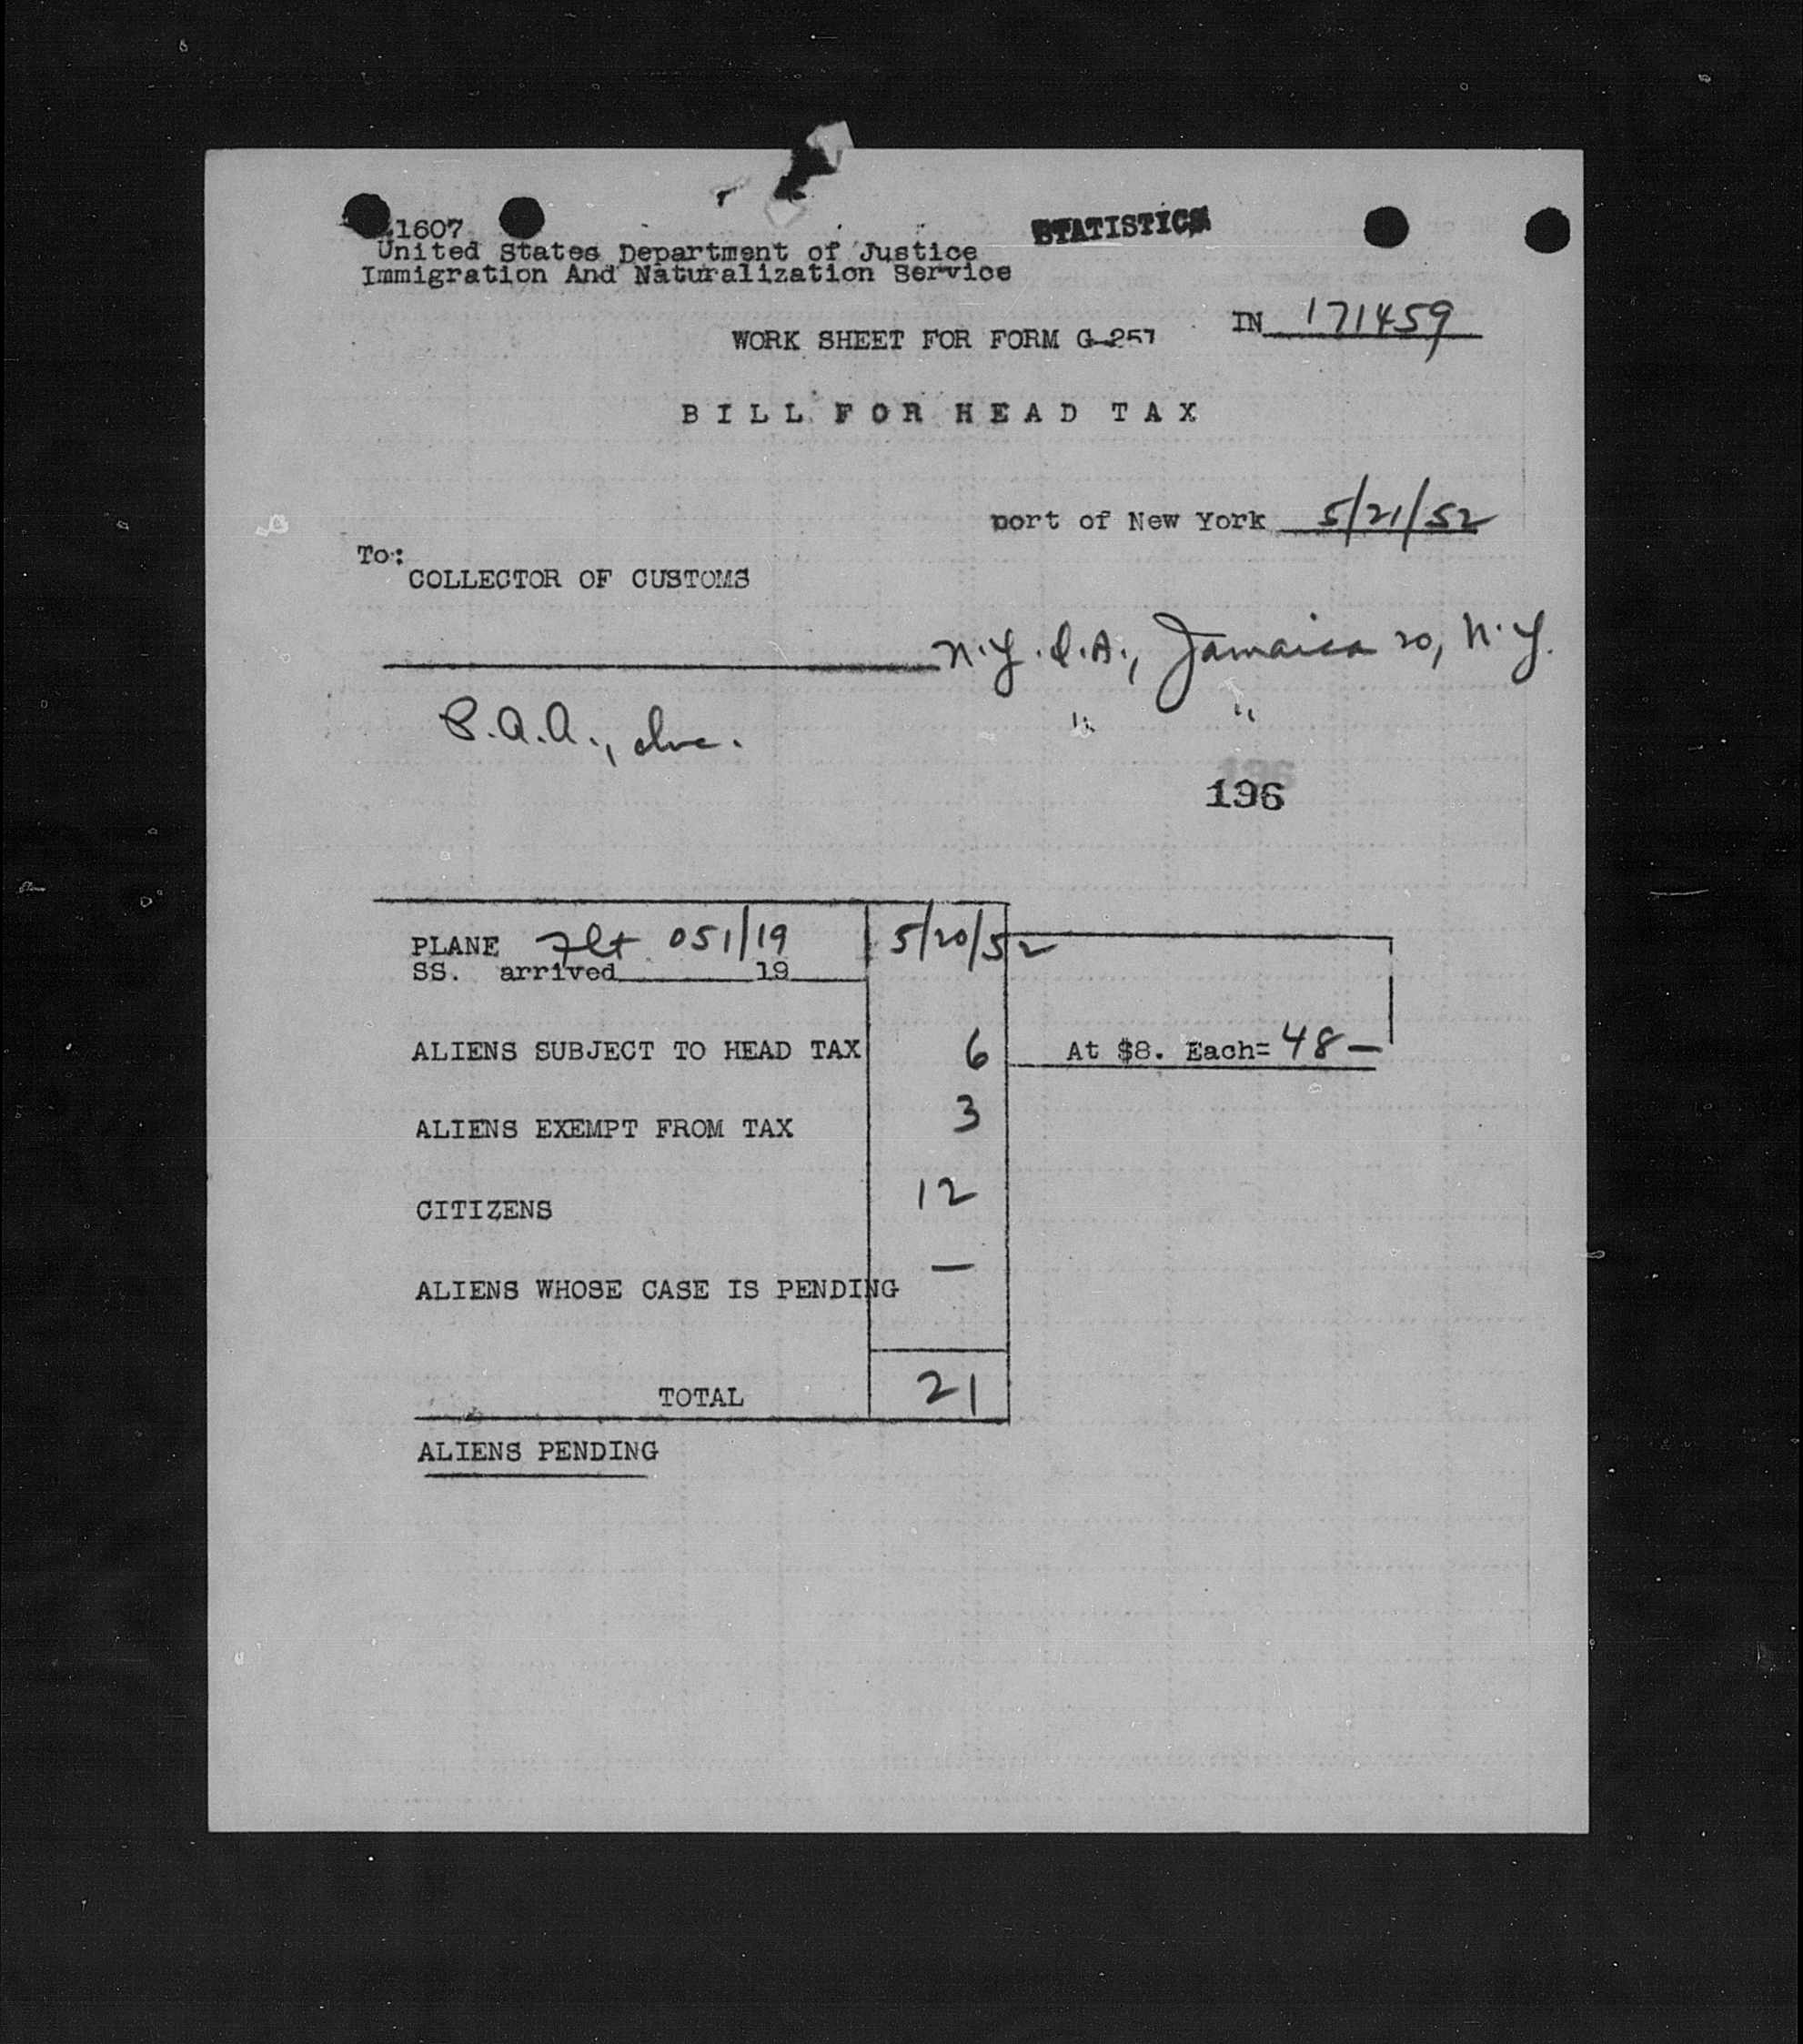 1607
STATISTICS
United States Department of Justice
Immigration And Naturalization Service
IN 171459
WORK SHEET FOR FORM G-257
BILL FOR HEAD TAX
port of New York 5/21/52
To:
COLLECTOR OF CUSTOMS
N.Y.I.A., Jamaica 20, N.Y.
P.A.A., Inc. " "
196
PLANE Flt 051/19 5/20/52
SS. arrived 19
ALIENS SUBJECT TO HEAD TAX 6 At $8. Each= 48—
ALIENS EXEMPT FROM TAX 3
CITIZENS 12
ALIENS WHOSE CASE IS PENDING —
TOTAL 21
ALIENS PENDING